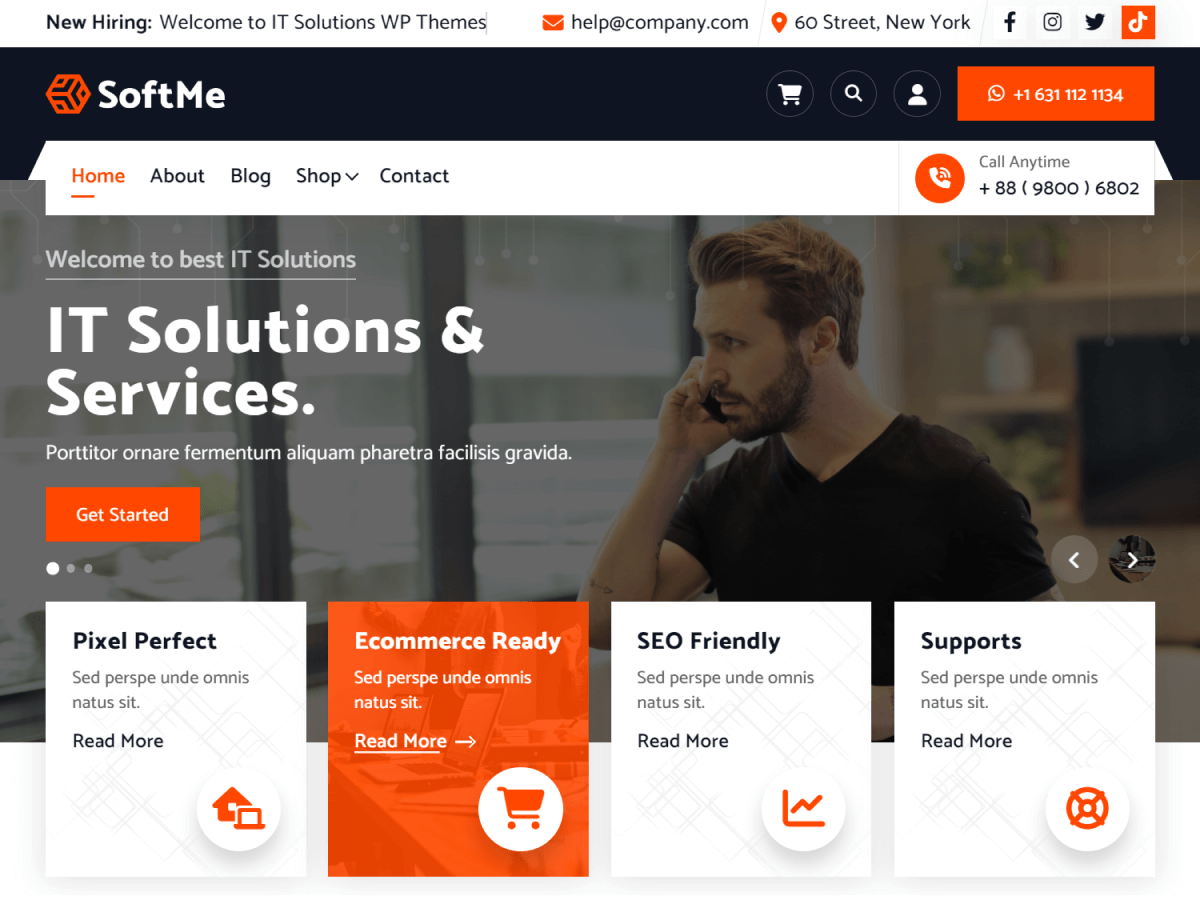 New Hiring: Welcome to IT Solutions WP Themes
help@company.com
60 Street, New York
SoftMe
+1 631 112 1134
Home About Blog Shop Contact
Call Anytime
+ 88 ( 9800 ) 6802
Welcome to best IT Solutions
IT Solutions &
Services.
Porttitor ornare fermentum aliquam pharetra facilisis gravida.
Get Started
Pixel Perfect
Sed perspe unde omnis
natus sit.
Read More
Ecommerce Ready
Sed perspe unde omnis
natus sit.
Read More
SEO Friendly
Sed perspe unde omnis
natus sit.
Read More
Supports
Sed perspe unde omnis
natus sit.
Read More